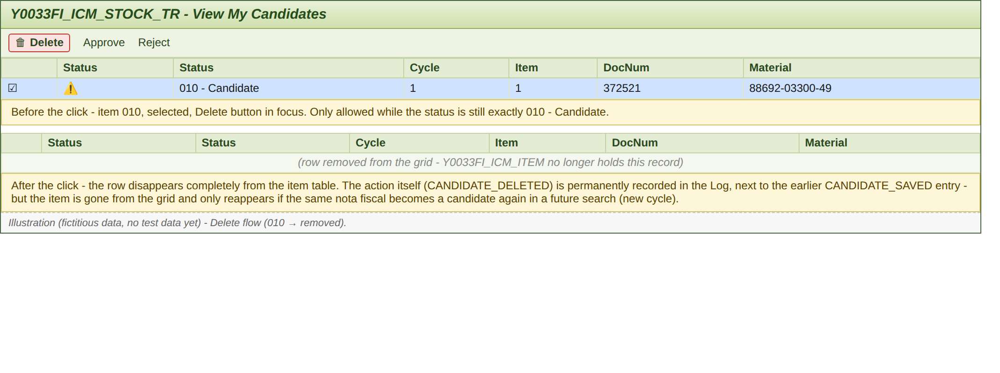 Y0033FI_ICM_STOCK_TR - View My Candidates
🗑 Delete Approve Reject
Status Status Cycle Item DocNum Material
☑ ⚠️ 010 - Candidate 1 1 372521 88692-03300-49
Before the click - item 010, selected, Delete button in focus. Only allowed while the status is still exactly 010 - Candidate.
Status Status Cycle Item DocNum Material
(row removed from the grid - Y0033FI_ICM_ITEM no longer holds this record)
After the click - the row disappears completely from the item table. The action itself (CANDIDATE_DELETED) is permanently recorded in the Log, next to the earlier CANDIDATE_SAVED entry -
but the item is gone from the grid and only reappears if the same nota fiscal becomes a candidate again in a future search (new cycle).
Illustration (fictitious data, no test data yet) - Delete flow (010 → removed).